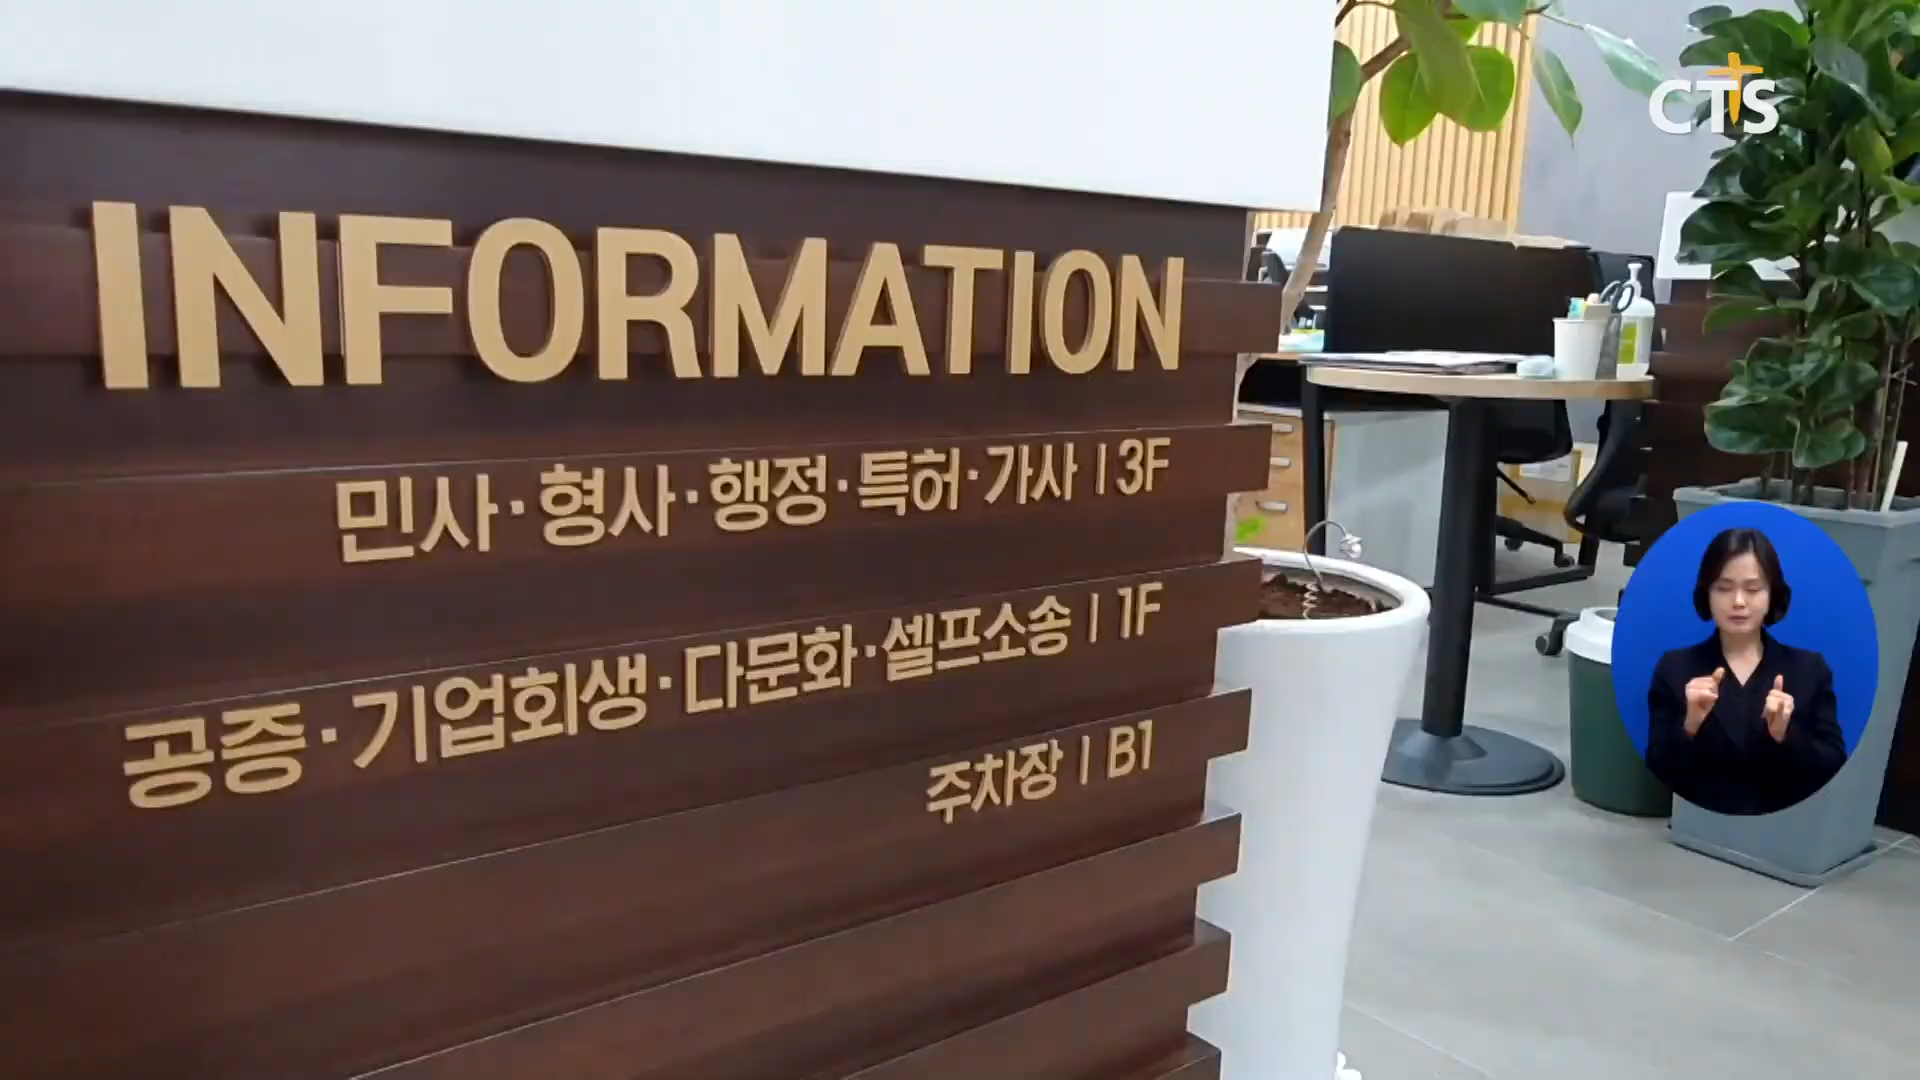 CTS
INFORMATION
민사·형사·행정·특허·가사 | 3F
공증·기업회생·다문화·셀프소송 | 1F
주차장 | B1